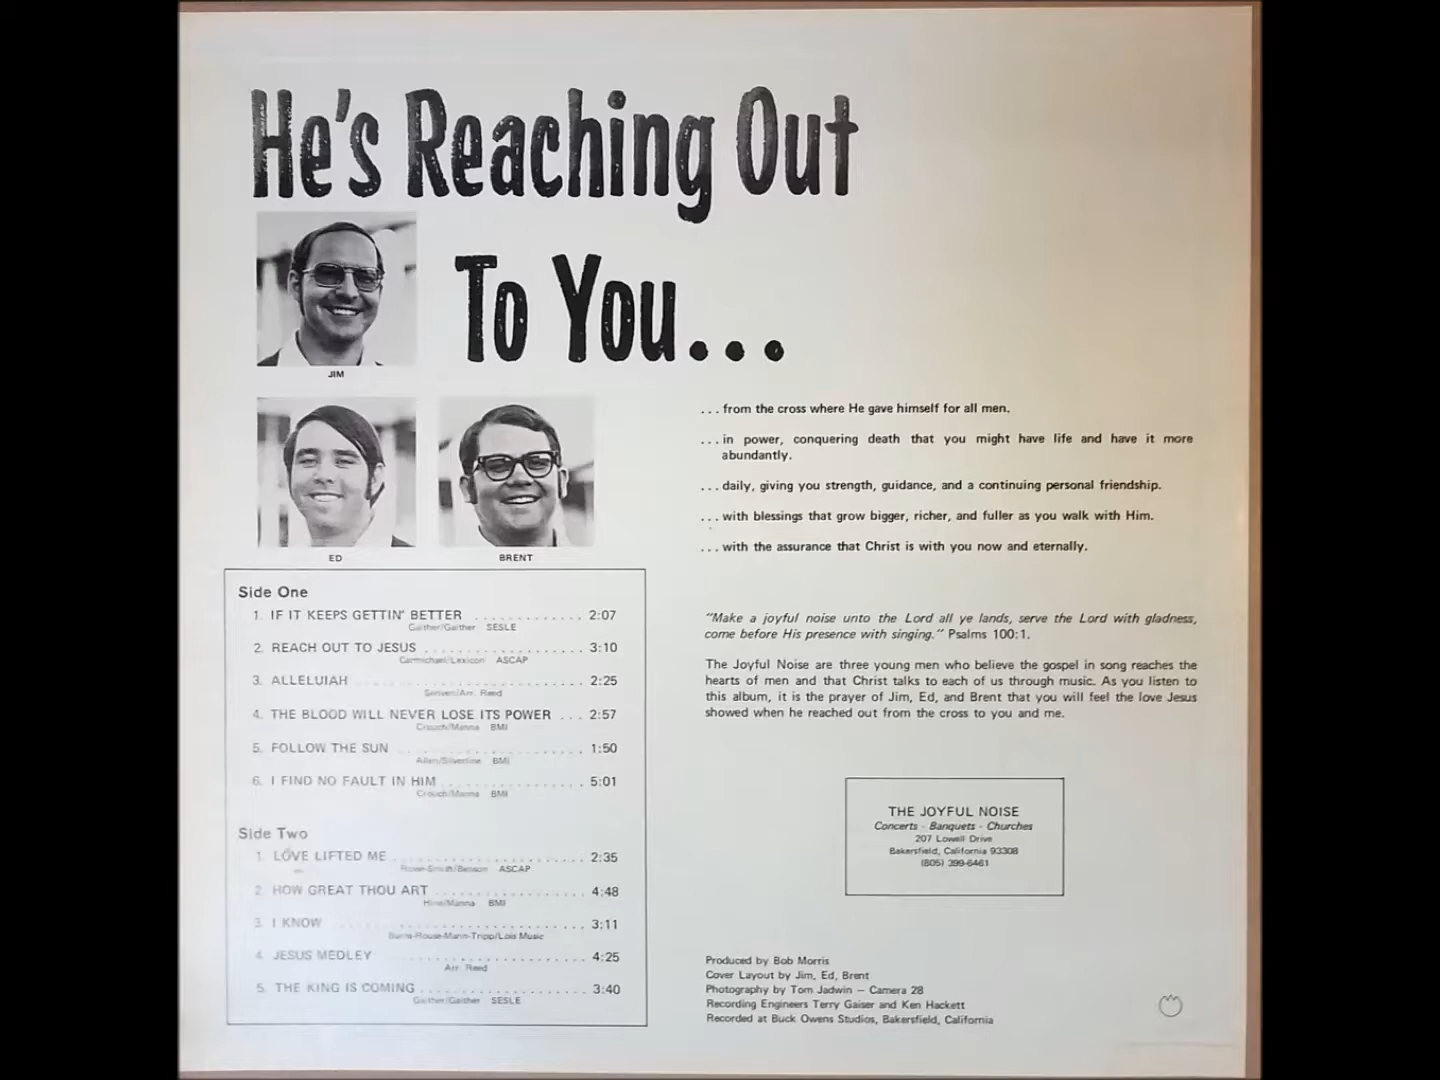 He's Reaching Out
To You...
JIM
ED
BRENT
Side One
1. IF IT KEEPS GETTIN' BETTER ............. 2:07
Gaither/Gaither SESLE
2. REACH OUT TO JESUS .................. 3:10
Carmichael/Lexicon ASCAP
3. ALLELUIAH ......................... 2:25
Arr. Reed
4. THE BLOOD WILL NEVER LOSE ITS POWER ... 2:57
Crouch/Manna BMI
5. FOLLOW THE SUN ..................... 1:50
Allen/Silverline BMI
6. I FIND NO FAULT IN HIM ................ 5:01
Crouch/Manna BMI
Side Two
1. LOVE LIFTED ME ..................... 2:35
Rowe-Smith/Benson ASCAP
2. HOW GREAT THOU ART ................. 4:48
Hine/Manna BMI
3. I KNOW ............................ 3:11
Burns-Rouse-Mann-Tripp/Lois Music
4. JESUS MEDLEY ....................... 4:25
Arr. Reed
5. THE KING IS COMING ................... 3:40
Gaither/Gaither SESLE
... from the cross where He gave himself for all men.
... in power, conquering death that you might have life and have it more
abundantly.
... daily, giving you strength, guidance, and a continuing personal friendship.
... with blessings that grow bigger, richer, and fuller as you walk with Him.
... with the assurance that Christ is with you now and eternally.
"Make a joyful noise unto the Lord all ye lands, serve the Lord with gladness,
come before His presence with singing." Psalms 100:1.
The Joyful Noise are three young men who believe the gospel in song reaches the
hearts of men and that Christ talks to each of us through music. As you listen to
this album, it is the prayer of Jim, Ed, and Brent that you will feel the love Jesus
showed when he reached out from the cross to you and me.
THE JOYFUL NOISE
Concerts - Banquets - Churches
207 Lowell Drive
Bakersfield, California 93308
(805) 399-6461
Produced by Bob Morris
Cover Layout by Jim, Ed, Brent
Photography by Tom Jadwin — Camera 28
Recording Engineers Terry Gaiser and Ken Hackett
Recorded at Buck Owens Studios, Bakersfield, California